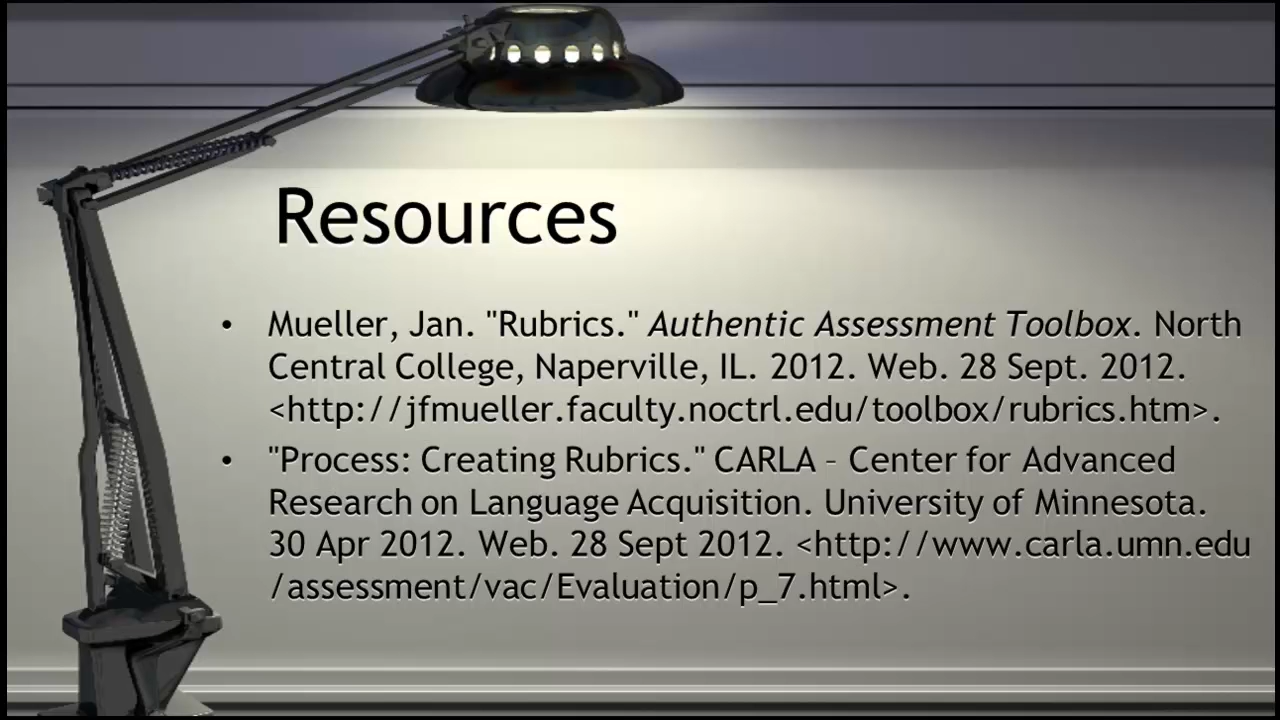 Resources
• Mueller, Jan. "Rubrics." Authentic Assessment Toolbox. North
Central College, Naperville, IL. 2012. Web. 28 Sept. 2012.
<http://jfmueller.faculty.noctrl.edu/toolbox/rubrics.htm>.
• "Process: Creating Rubrics." CARLA – Center for Advanced
Research on Language Acquisition. University of Minnesota.
30 Apr 2012. Web. 28 Sept 2012. <http://www.carla.umn.edu
/assessment/vac/Evaluation/p_7.html>.